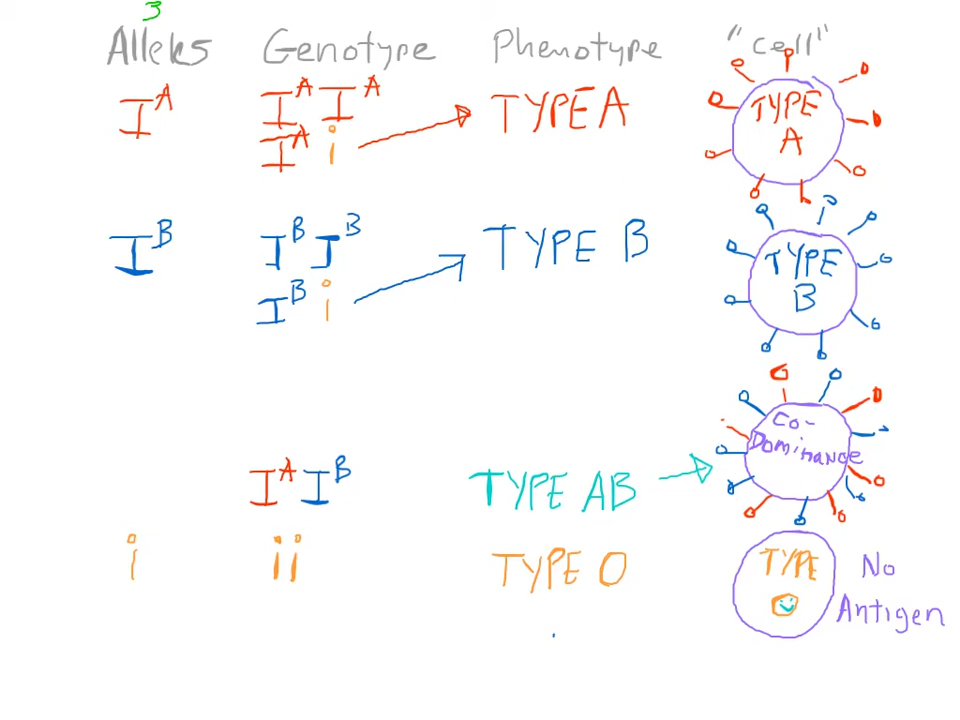 3
Alleles Genotype Phenotype "Cell"
I^A I^A I^A TYPE A TYPE A
I^A i
I^B I^B I^B TYPE B TYPE B
I^B i
Co-
Dominance
I^A I^B TYPE AB
i ii TYPE O TYPE No
Antigen